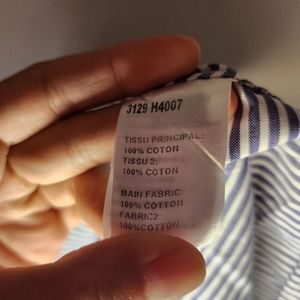 3129 H4007
TISSU PRINCIPAL:
100% COTON
TISSU 2:
100% COTON
MAIN FABRIC:
100% COTTON
FABRIC2:
100%COTTON